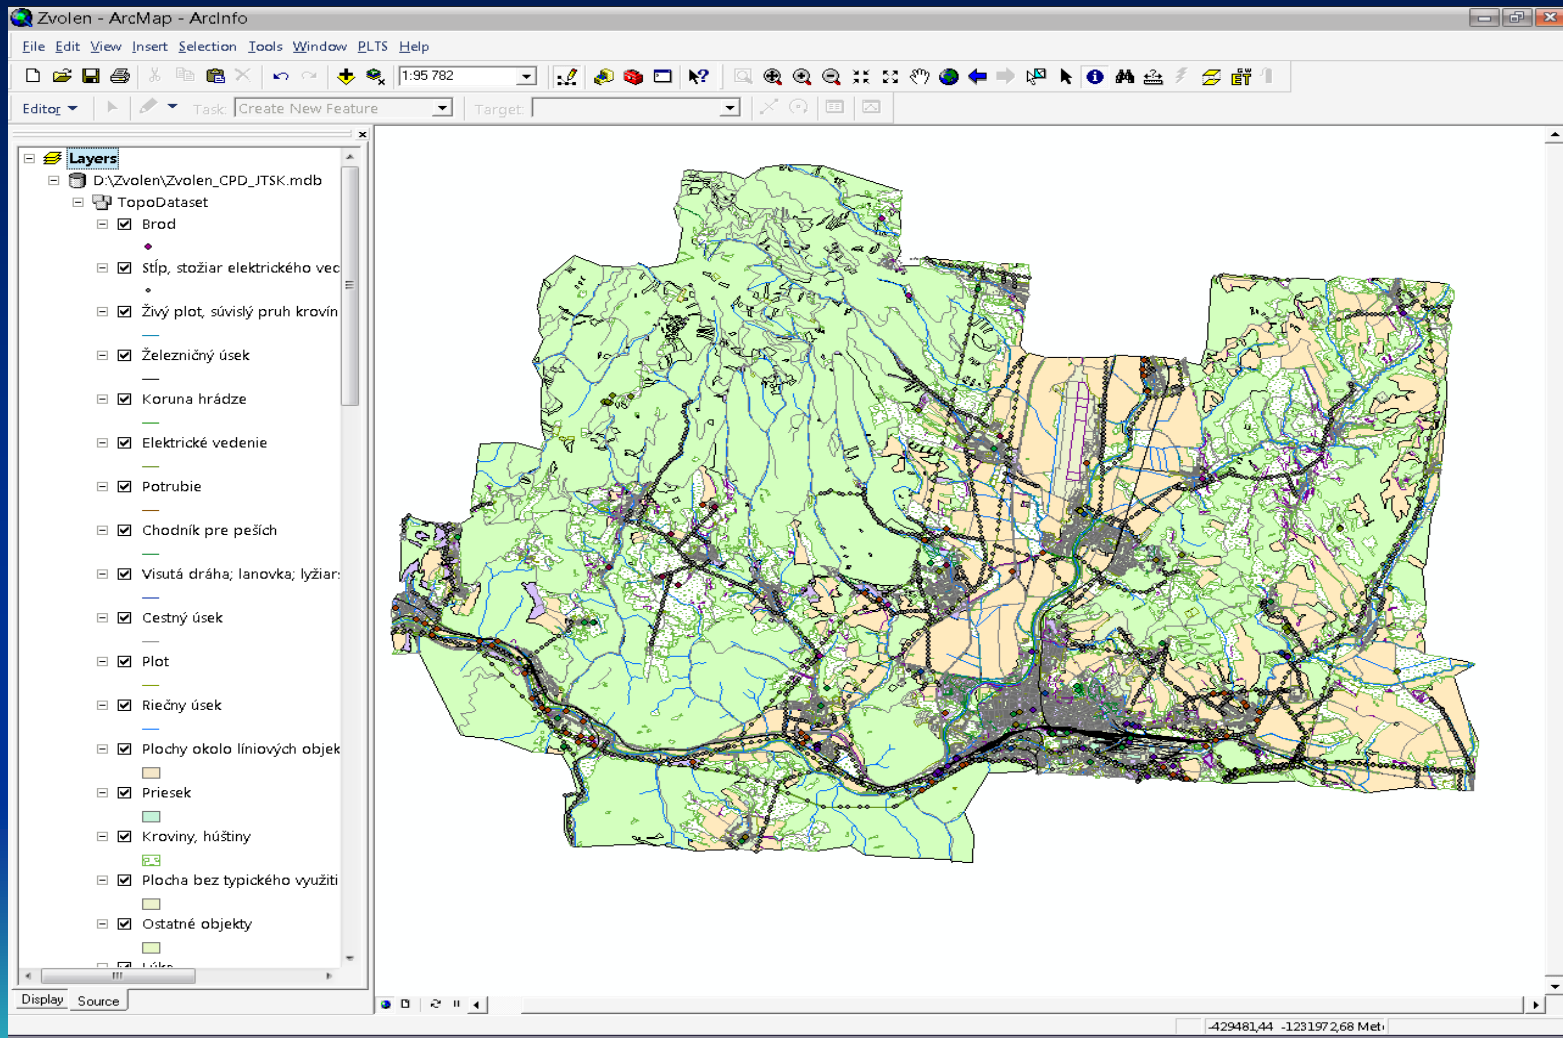 Zvolen - ArcMap - ArcInfo
File Edit View Insert Selection Tools Window PLTS Help
1:95 782
Editor Task: Create New Feature Target:
Layers
D:\Zvolen\Zvolen_CPD_JTSK.mdb
TopoDataset
Brod
Stĺp, stožiar elektrického ved
Živý plot, súvislý pruh krovín
Železničný úsek
Koruna hrádze
Elektrické vedenie
Potrubie
Chodník pre peších
Visutá dráha; lanovka; lyžiars
Cestný úsek
Plot
Riečny úsek
Plochy okolo líniových objek
Priesek
Kroviny, húštiny
Plocha bez typického využiti
Ostatné objekty
Display Source
-429481,44 -1231972,68 Mete